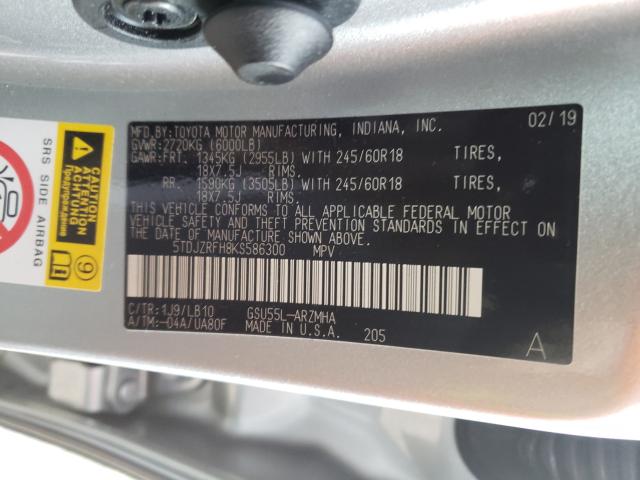 MFD.BY:TOYOTA MOTOR MANUFACTURING, INDIANA, INC. 02/19
GVWR:2720KG (6000LB)
GAWR:FRT. 1345KG (2955LB) WITH 245/60R18 TIRES,
18X7.5J RIMS.
RR. 1590KG (3505LB) WITH 245/60R18 TIRES,
18X7.5J RIMS.
THIS VEHICLE CONFORMS TO ALL APPLICABLE FEDERAL MOTOR
VEHICLE SAFETY AND THEFT PREVENTION STANDARDS IN EFFECT ON
THE DATE OF MANUFACTURE SHOWN ABOVE.
5TDJZRFH8KS586300 MPV
C/TR:1J9/LB10 GSU55L-ARZMHA
A/TM:-04A/UA80F MADE IN U.S.A. 205
A
SRS SIDE AIRBAG
CAUTION
ATTENTION
ACHTUNG
Предупреждение
9